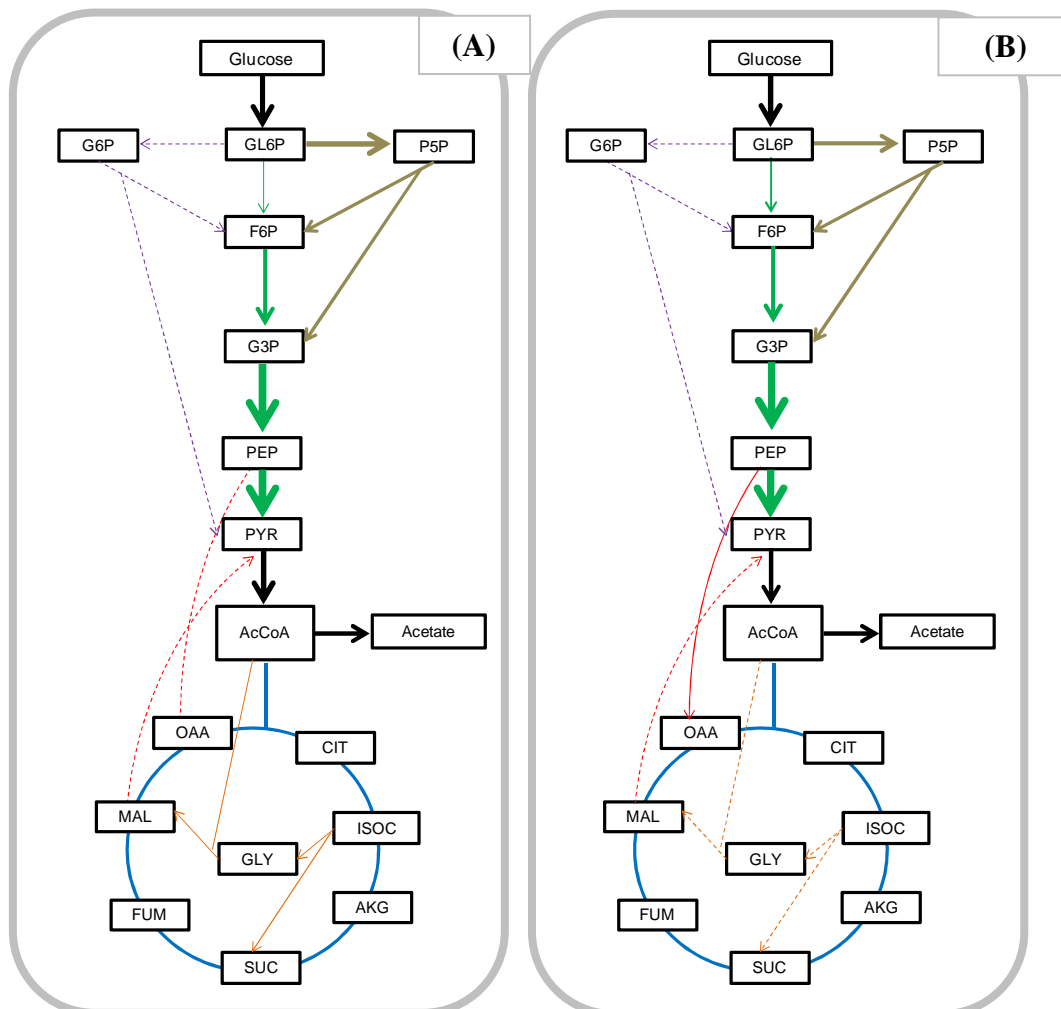 (A)
Glucose
G6P
GL6P
P5P
F6P
G3P
PEP
PYR
AcCoA
Acetate
OAA
CIT
MAL
ISOC
GLY
FUM
AKG
SUC
(B)
Glucose
G6P
GL6P
P5P
F6P
G3P
PEP
PYR
AcCoA
Acetate
OAA
CIT
MAL
ISOC
GLY
FUM
AKG
SUC